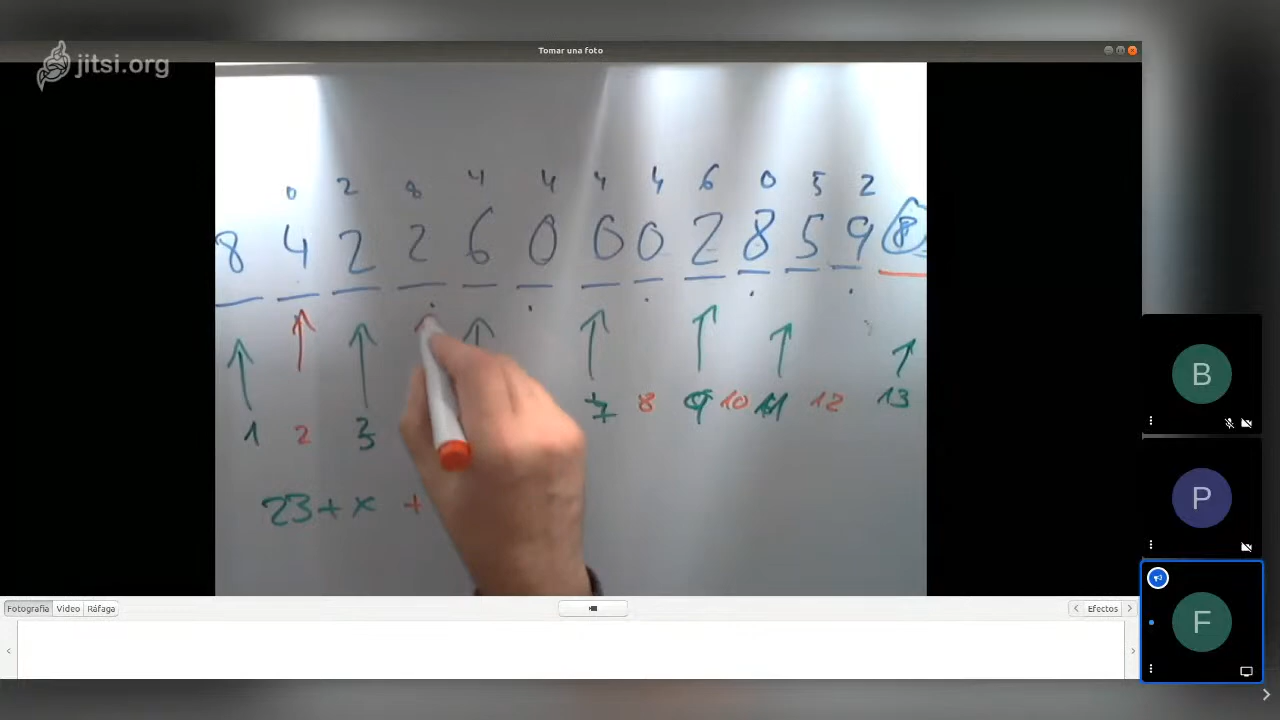 jitsi.org
Tomar una foto
0 2 8 4 4 4 4 6 0 5 2
8 4 2 2 6 0 0 0 2 8 5 9 8
1 2 3 7 8 9 10 11 12 13
23 + x +
B
P
F
Fotografía Vídeo Ráfaga
Efectos